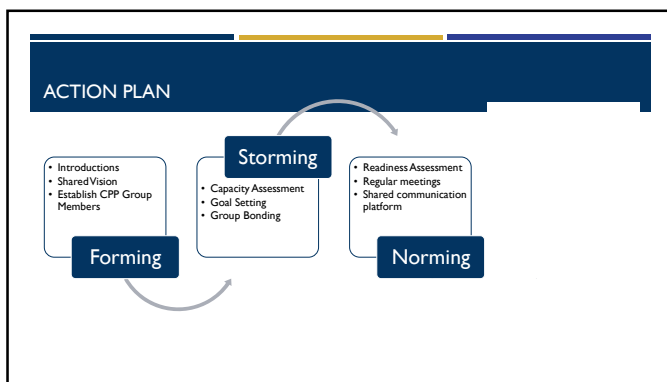 ACTION PLAN
• Introductions
• Shared Vision
• Establish CPP Group
Members
Forming
Storming
• Capacity Assessment
• Goal Setting
• Group Bonding
• Readiness Assessment
• Regular meetings
• Shared communication
platform
Norming